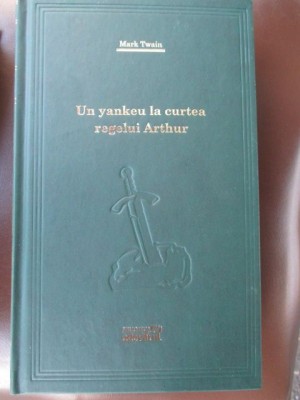 Mark Twain
Un yankeu la curtea
regelui Arthur